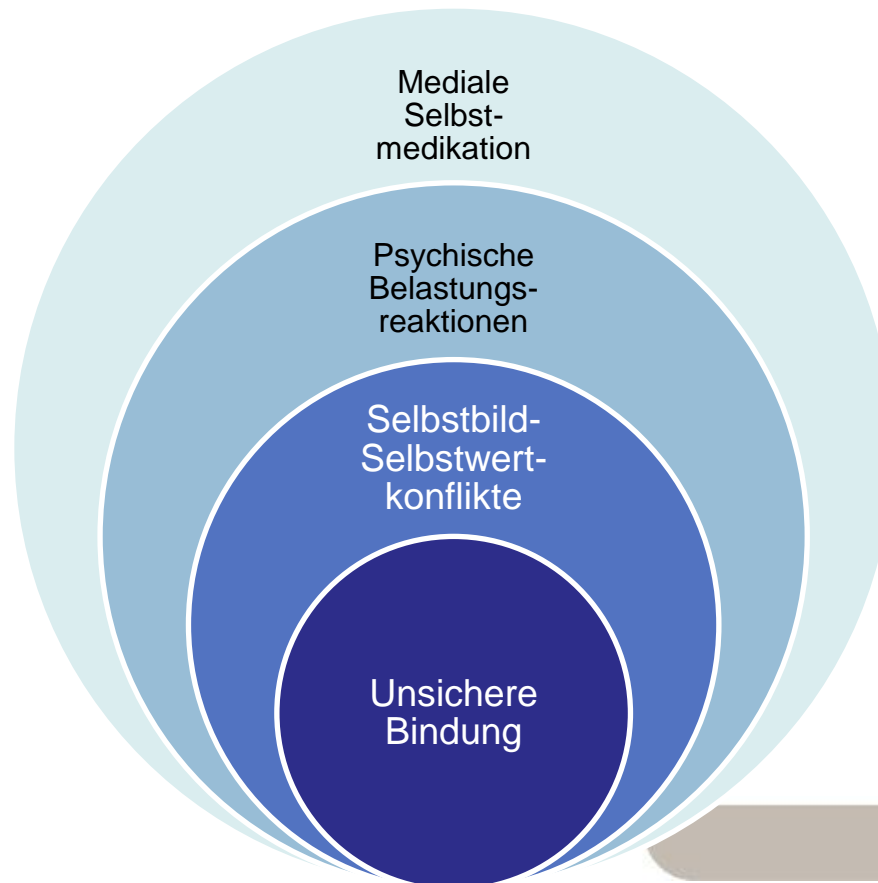 Mediale
Selbst-
medikation
Psychische
Belastungs-
reaktionen
Selbstbild-
Selbstwert-
konflikte
Unsichere
Bindung